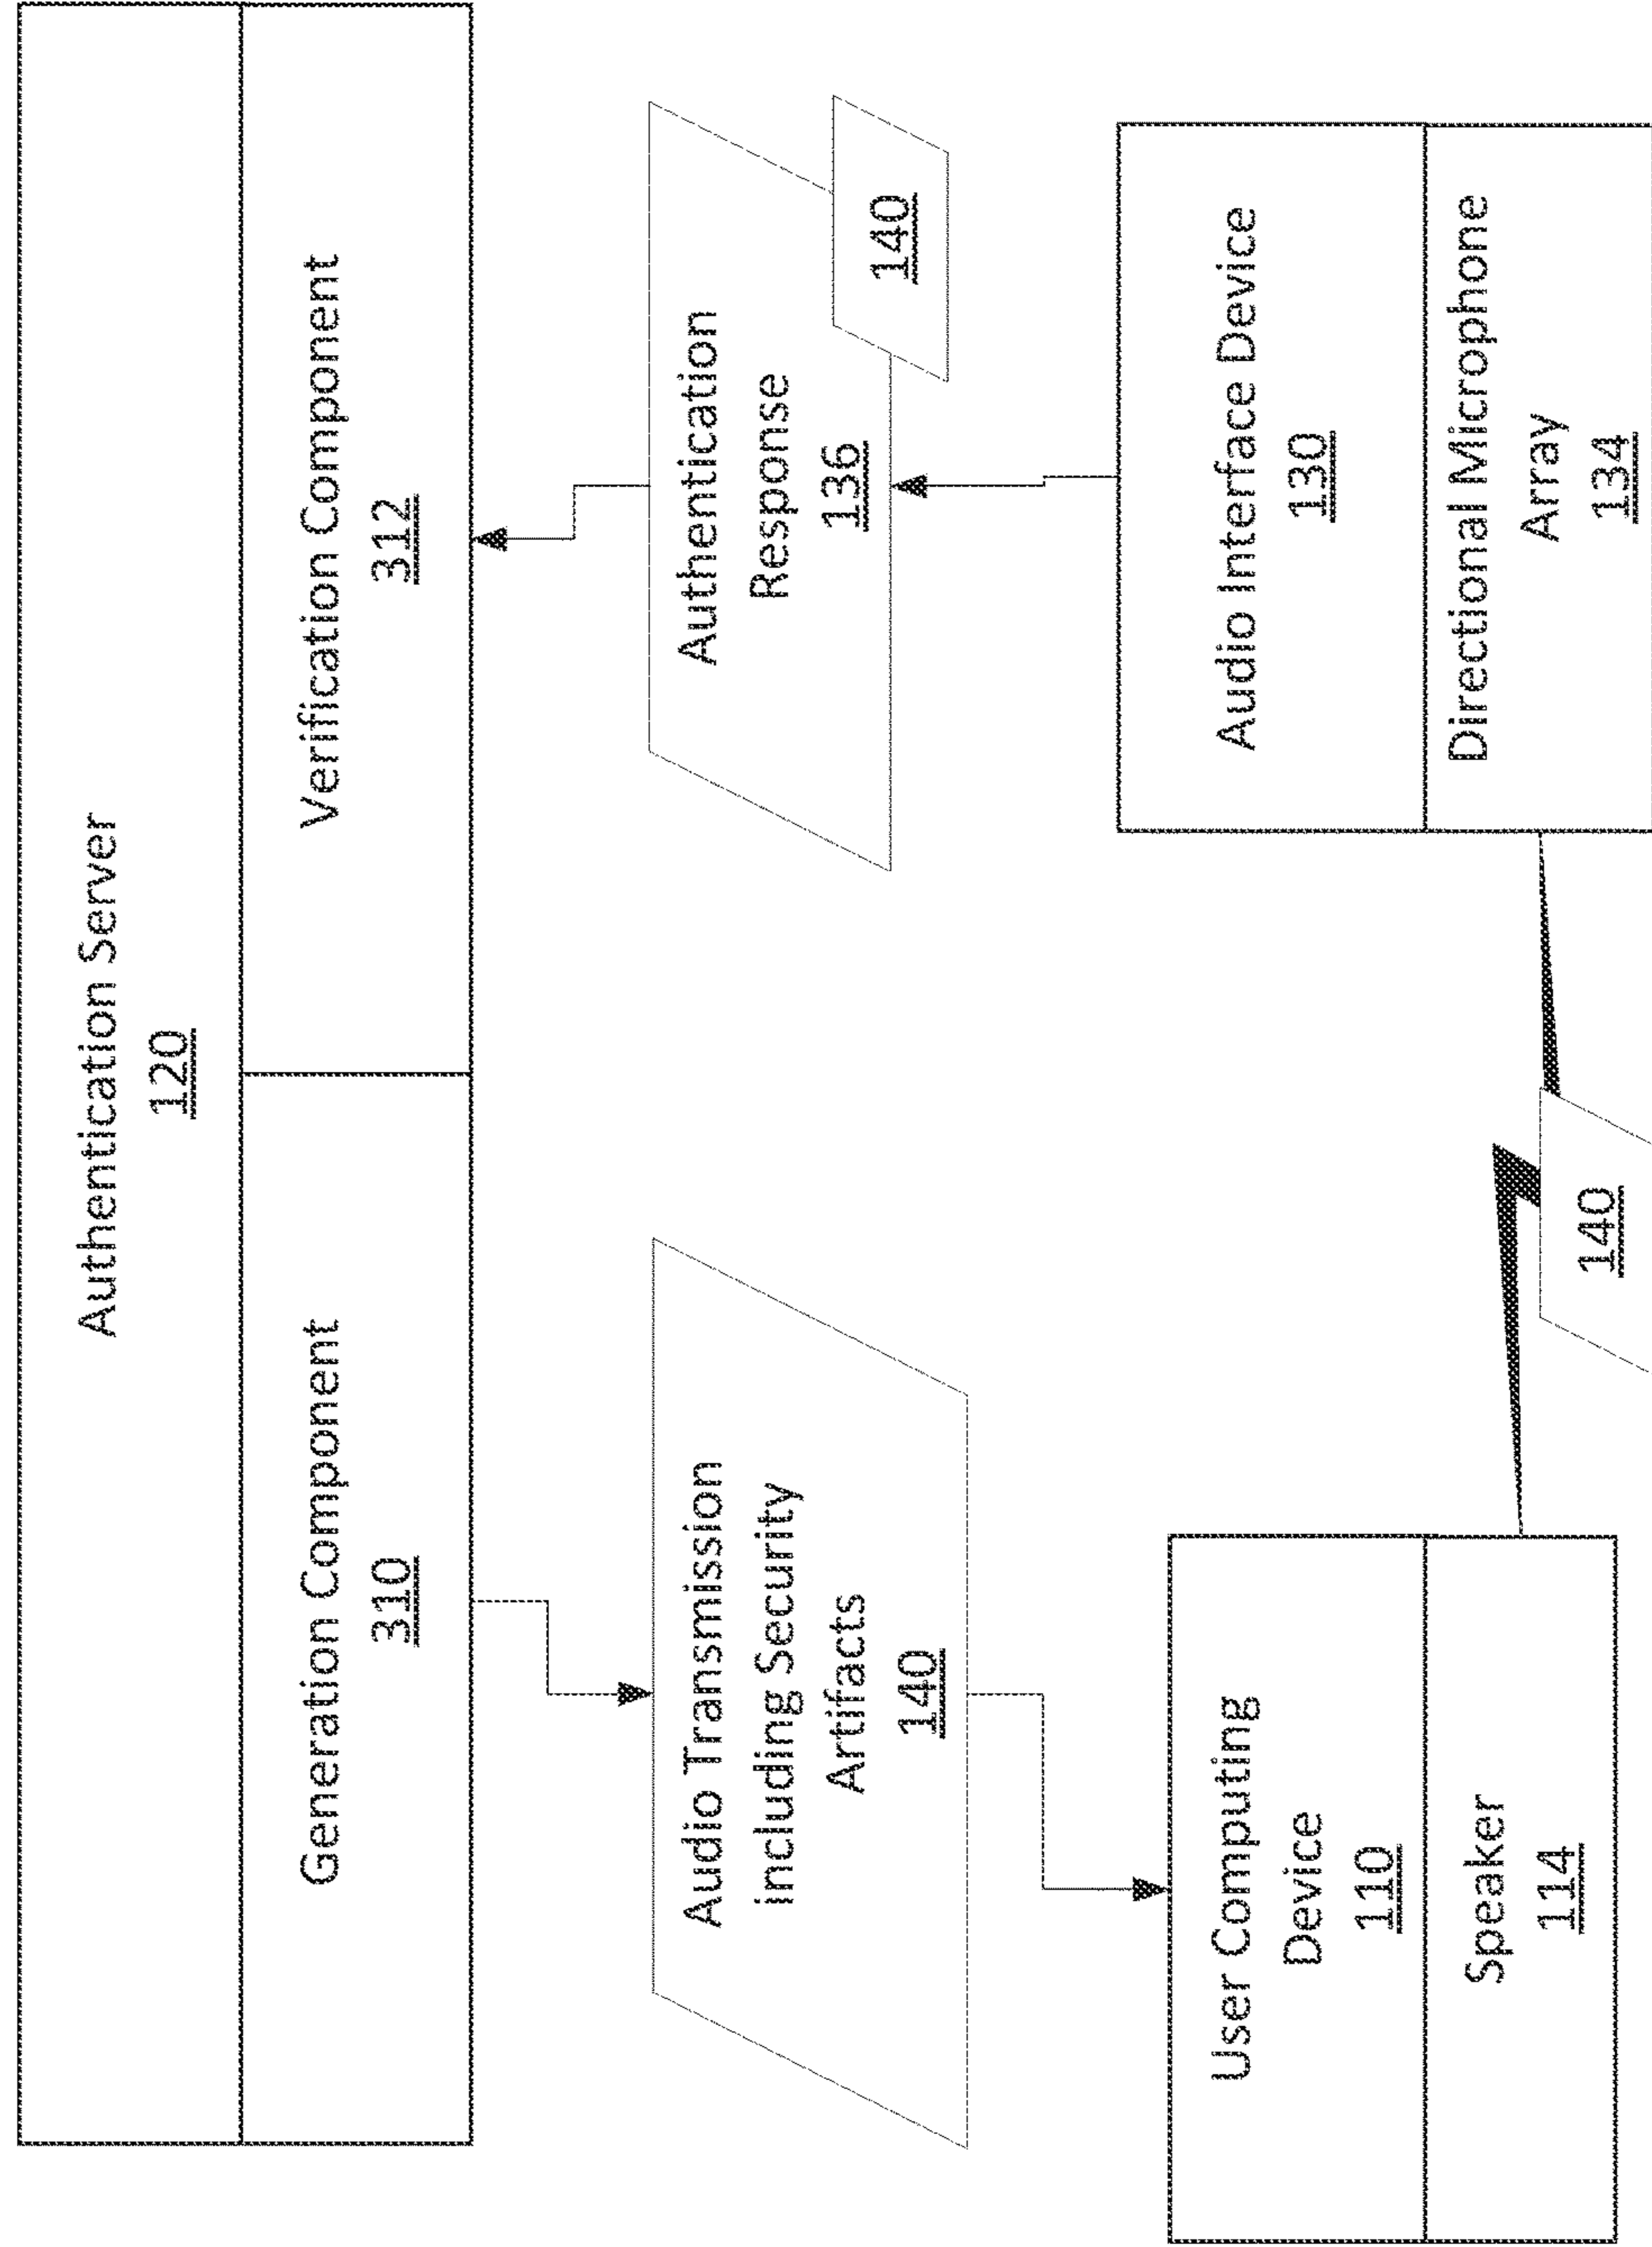 Authentication Server
120
Generation Component
310
Verification Component
312
Audio Transmission
including Security
Artifacts
140
Authentication
Response
136
140
User Computing
Device
110
Speaker
114
140
Audio Interface Device
130
Directional Microphone
Array
134